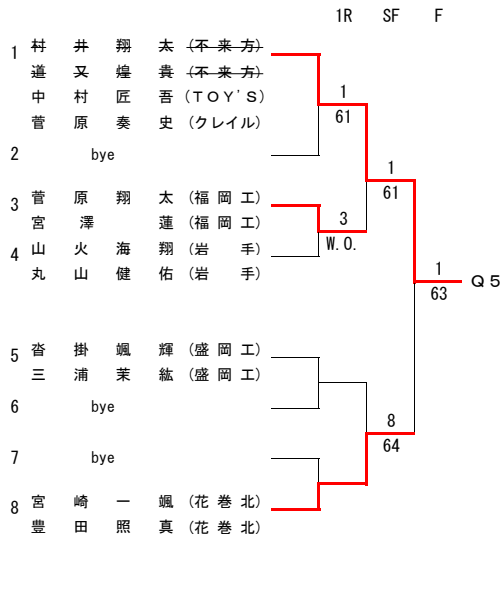 1R SF F
1 村 井 翔 太 (不 来 方)
道 又 煌 貴 (不 来 方)
中 村 匠 吾 (ＴＯＹ'Ｓ)
菅 原 奏 史 (クレイル)
1
61
2 bye
1
61
3 菅 原 翔 太 (福 岡 工)
宮 澤 蓮 (福 岡 工)
3
W.O.
4 山 火 海 翔 (岩 手)
丸 山 健 佑 (岩 手)
1
63
Ｑ５
5 沓 掛 颯 輝 (盛 岡 工)
三 浦 茉 紘 (盛 岡 工)
6 bye
8
64
7 bye
8 宮 崎 一 颯 (花 巻 北)
豊 田 照 真 (花 巻 北)